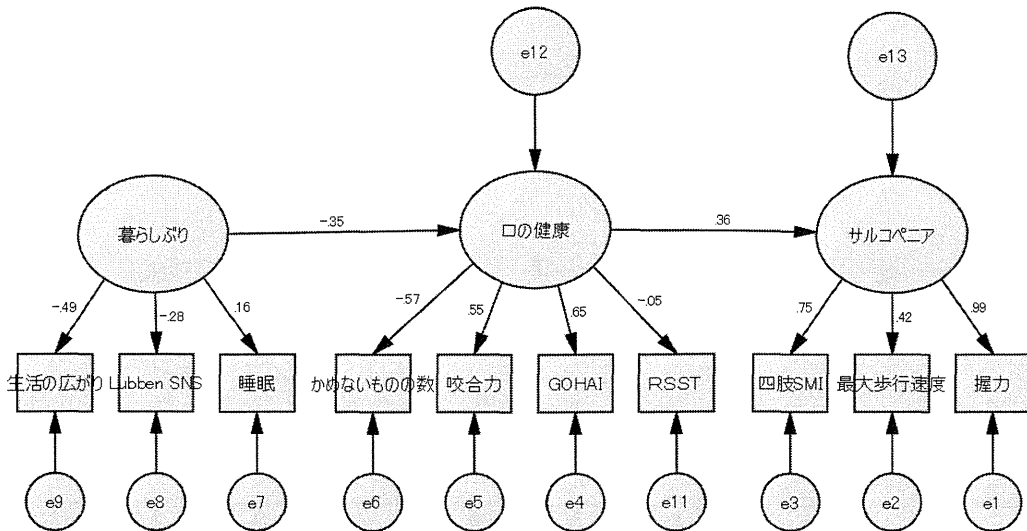 e12
e13
暮らしぶり
-.35
口の健康
.36
サルコペニア
-.49
-.28
.16
-.57
.55
.65
-.05
.75
.42
.99
生活の広がり
Lubben SNS
睡眠
かめないものの数
咬合力
GOHAI
RSST
四肢SMI
最大歩行速度
握力
e9
e8
e7
e6
e5
e4
e11
e3
e2
e1